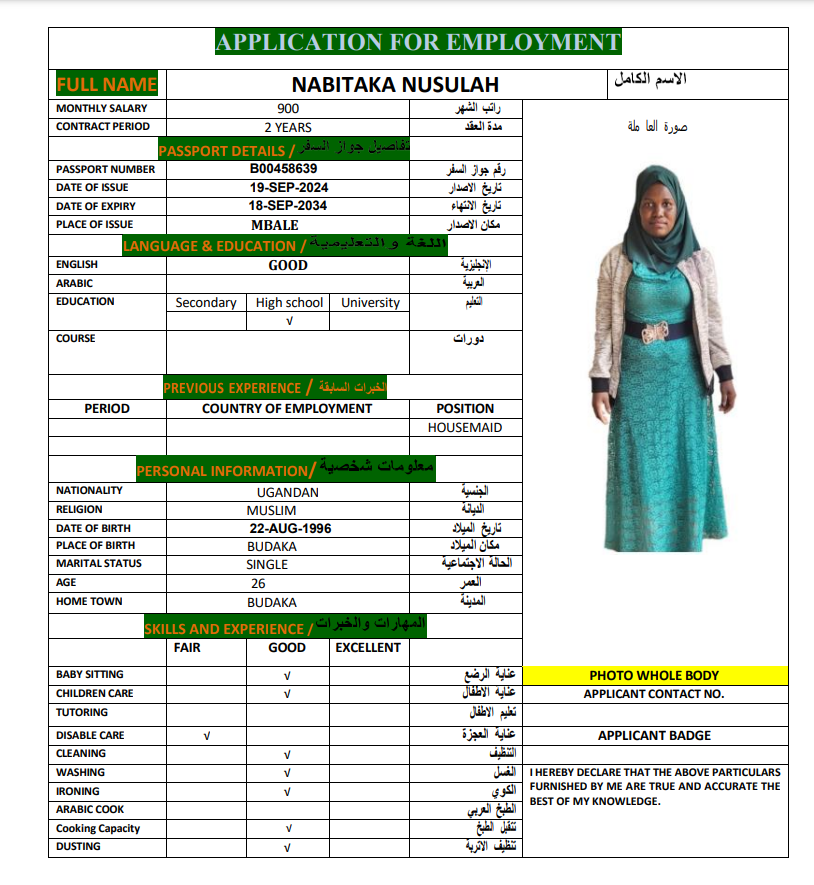 APPLICATION FOR EMPLOYMENT
FULL NAME NABITAKA NUSULAH الاسم الكامل
MONTHLY SALARY 900 راتب الشهر
CONTRACT PERIOD 2 YEARS مدة العقد
صورة العا ملة
PASSPORT DETAILS / تفاصيل جواز السفر
PASSPORT NUMBER B00458639 رقم جواز السفر
DATE OF ISSUE 19-SEP-2024 تاريخ الاصدار
DATE OF EXPIRY 18-SEP-2034 تاريخ الانتهاء
PLACE OF ISSUE MBALE مكان الاصدار
LANGUAGE & EDUCATION / اللغة و التعليمية
ENGLISH GOOD الإنجليزية
ARABIC العربية
EDUCATION Secondary High school University التعليم
√
COURSE دورات
PREVIOUS EXPERIENCE / الخبرات السابقة
PERIOD COUNTRY OF EMPLOYMENT POSITION
HOUSEMAID
PERSONAL INFORMATION/ معلومات شخصية
NATIONALITY UGANDAN الجنسية
RELIGION MUSLIM الديانة
DATE OF BIRTH 22-AUG-1996 تاريخ الميلاد
PLACE OF BIRTH BUDAKA مكان الميلاد
MARITAL STATUS SINGLE الحالة الاجتماعية
AGE 26 العمر
HOME TOWN BUDAKA المدينة
SKILLS AND EXPERIENCE / المهارات والخبرات
FAIR GOOD EXCELLENT
BABY SITTING √ عناية الرضع
PHOTO WHOLE BODY
CHILDREN CARE √ عناية الاطفال
APPLICANT CONTACT NO.
TUTORING تعليم الاطفال
DISABLE CARE √ عناية العجزة
APPLICANT BADGE
CLEANING √ التنظيف
WASHING √ الغسل
IRONING √ الكوي
ARABIC COOK الطبخ العربي
Cooking Capacity √ تتقبل الطبخ
DUSTING √ تنظيف الاتربة
I HEREBY DECLARE THAT THE ABOVE PARTICULARS
FURNISHED BY ME ARE TRUE AND ACCURATE THE
BEST OF MY KNOWLEDGE.